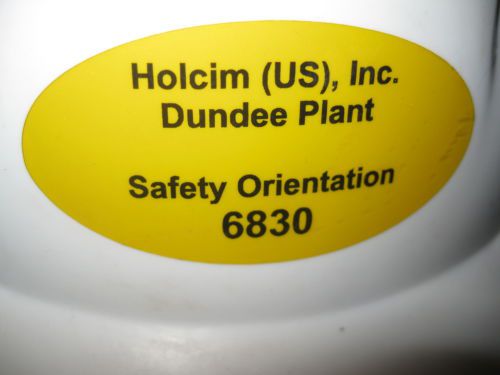 Holcim (US), Inc.
Dundee Plant
Safety Orientation
6830